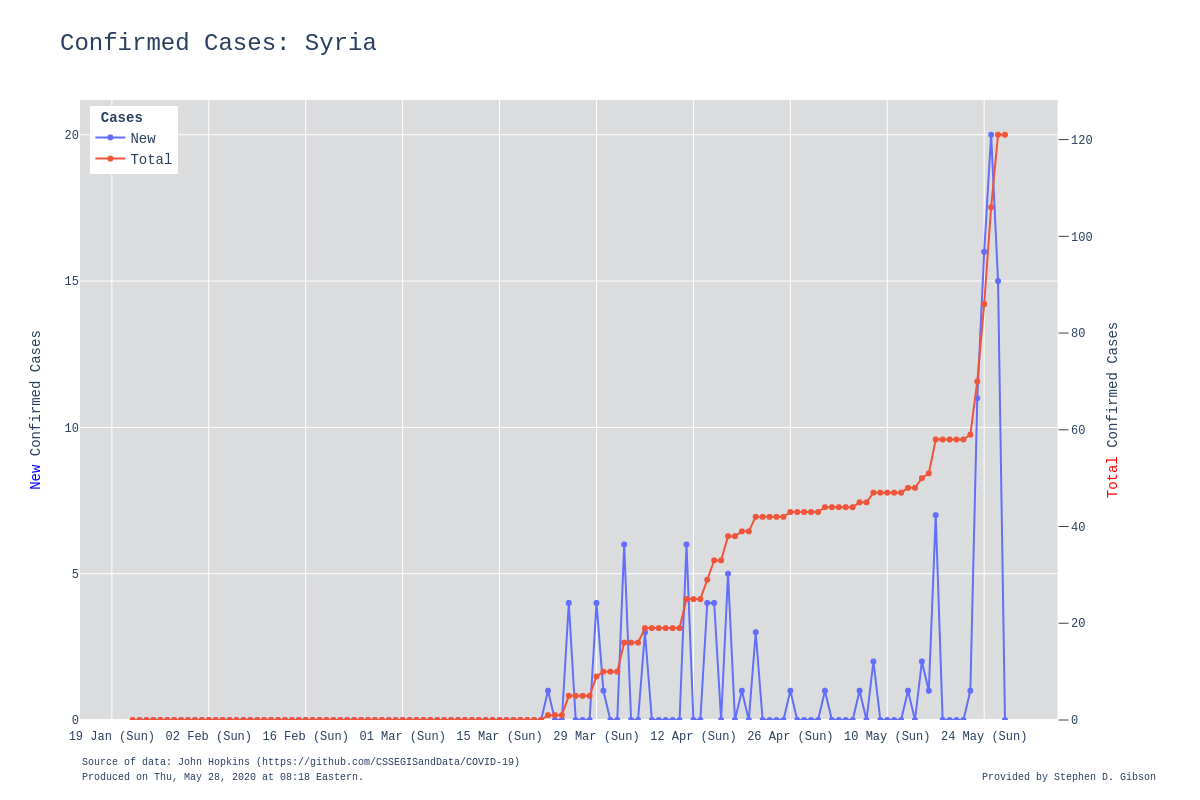 Confirmed Cases: Syria
Cases
New
Total
20
15
10
5
0
New Confirmed Cases
120
100
80
60
40
20
0
Total Confirmed Cases
19 Jan (Sun) 02 Feb (Sun) 16 Feb (Sun) 01 Mar (Sun) 15 Mar (Sun) 29 Mar (Sun) 12 Apr (Sun) 26 Apr (Sun) 10 May (Sun) 24 May (Sun)
Source of data: John Hopkins (https://github.com/CSSEGISandData/COVID-19)
Produced on Thu, May 28, 2020 at 08:18 Eastern.
Provided by Stephen D. Gibson